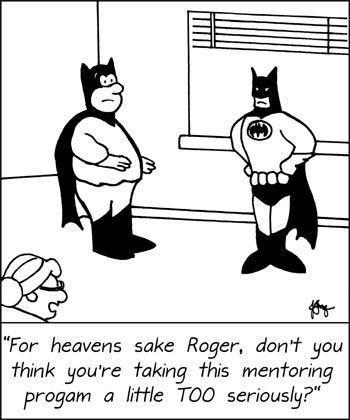 "For heavens sake Roger, don't you
think you're taking this mentoring
progam a little TOO seriously?"